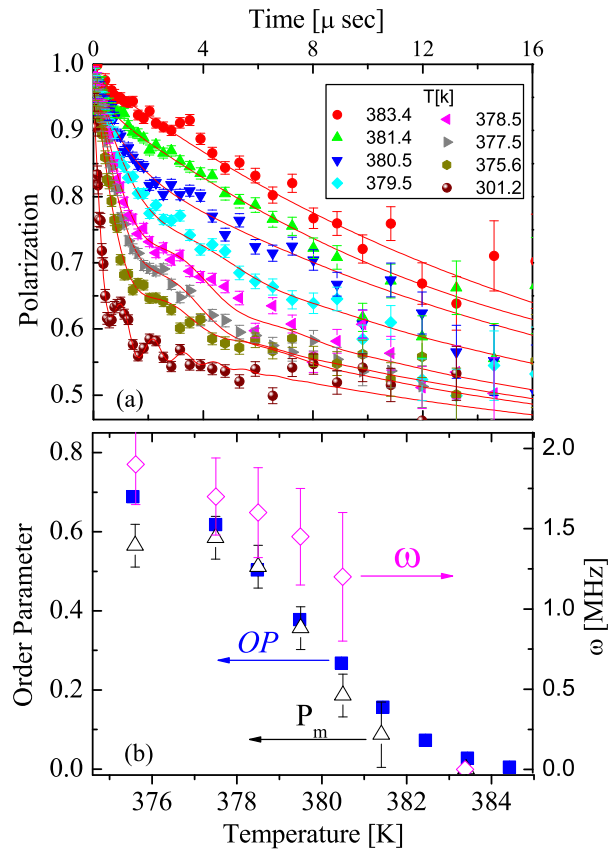 Time [μ sec]
0 4 8 12 16
1.0
0.9
0.8
0.7
0.6
0.5
Polarization
T[k]
383.4 378.5
381.4 377.5
380.5 375.6
379.5 301.2
(a)
0.8
0.6
0.4
0.2
0.0
Order Parameter
2.0
1.5
1.0
0.5
0.0
ω [MHz]
ω
OP
Pm
(b)
376 378 380 382 384
Temperature [K]